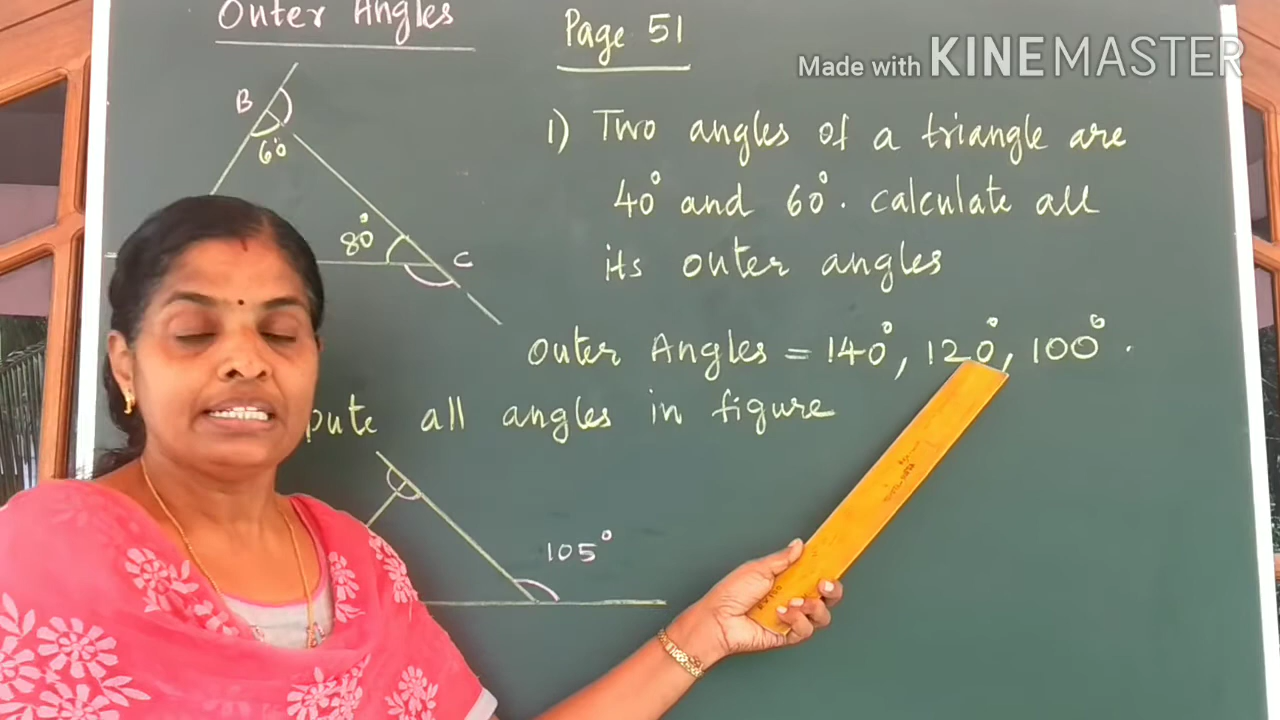 Outer Angles
Page 51
Made with KINEMASTER
B
60°
80°
C
1) Two angles of a triangle are
40° and 60°. calculate all
its outer angles
Outer Angles = 140°, 120°, 100°.
pute all angles in figure
105°